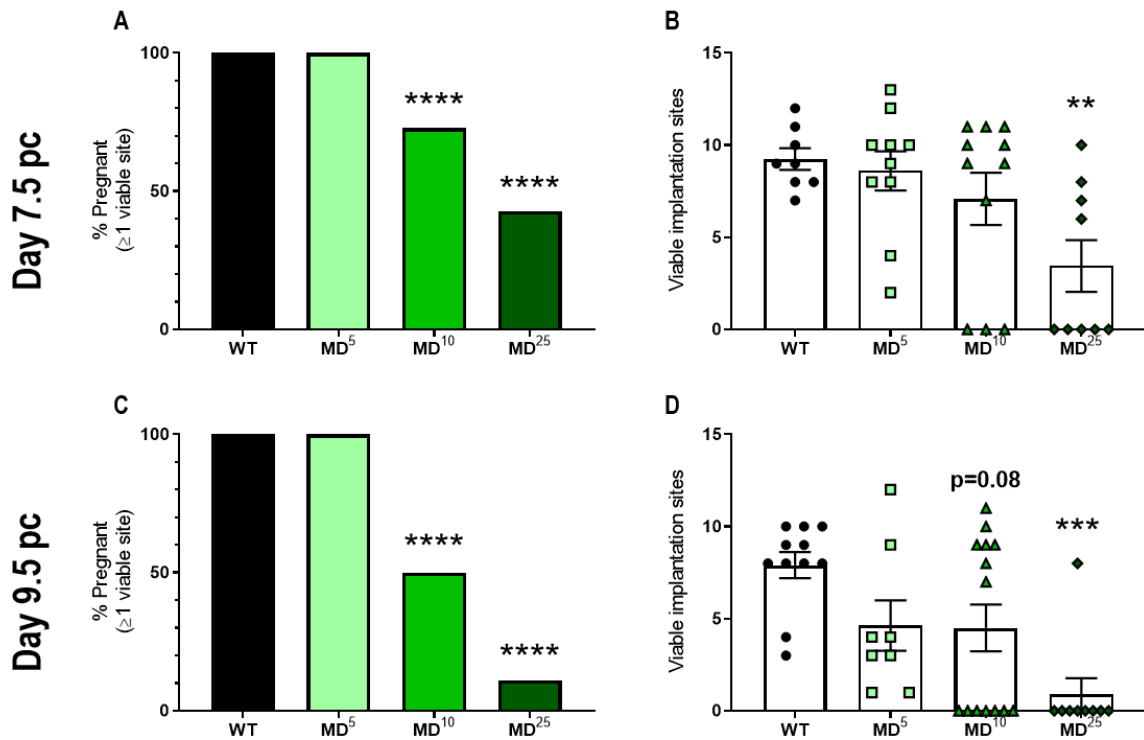 A
B
Day 7.5 pc
% Pregnant
(≥1 viable site)
100
50
0
WT
MD⁵
MD¹⁰
MD²⁵
****
****
Viable implantation sites
15
10
5
0
WT
MD⁵
MD¹⁰
MD²⁵
**
C
D
Day 9.5 pc
% Pregnant
(≥1 viable site)
100
50
0
WT
MD⁵
MD¹⁰
MD²⁵
****
****
Viable implantation sites
15
10
5
0
WT
MD⁵
MD¹⁰
MD²⁵
p=0.08
***